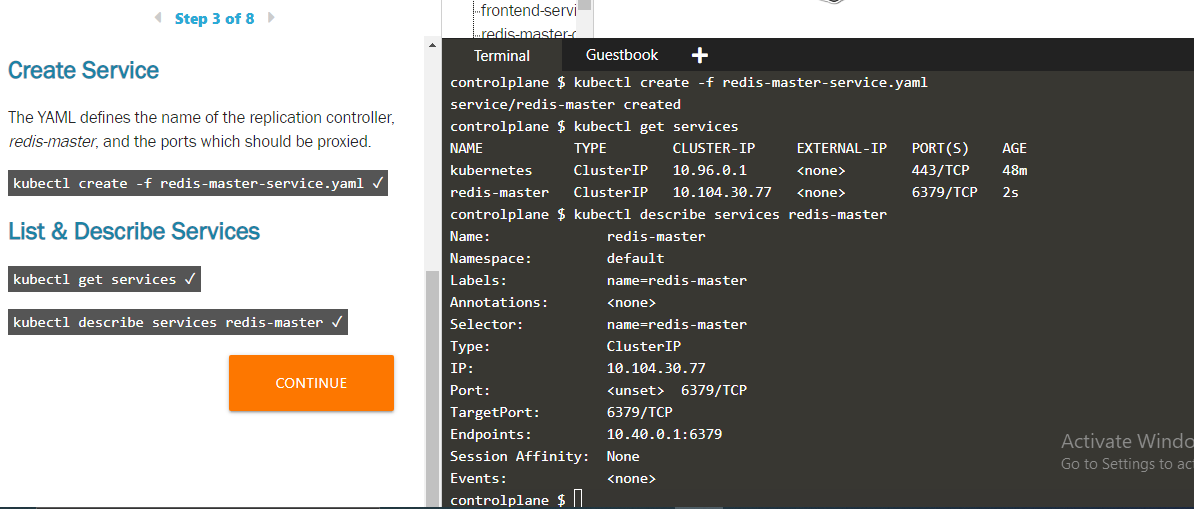 Step 3 of 8
Create Service
The YAML defines the name of the replication controller,
redis-master, and the ports which should be proxied.
kubectl create -f redis-master-service.yaml ✓
List & Describe Services
kubectl get services ✓
kubectl describe services redis-master ✓
CONTINUE
frontend-servi
redis-master-c
Terminal Guestbook +
controlplane $ kubectl create -f redis-master-service.yaml
service/redis-master created
controlplane $ kubectl get services
NAME TYPE CLUSTER-IP EXTERNAL-IP PORT(S) AGE
kubernetes ClusterIP 10.96.0.1 <none> 443/TCP 48m
redis-master ClusterIP 10.104.30.77 <none> 6379/TCP 2s
controlplane $ kubectl describe services redis-master
Name: redis-master
Namespace: default
Labels: name=redis-master
Annotations: <none>
Selector: name=redis-master
Type: ClusterIP
IP: 10.104.30.77
Port: <unset> 6379/TCP
TargetPort: 6379/TCP
Endpoints: 10.40.0.1:6379
Session Affinity: None
Events: <none>
controlplane $
Activate Windo
Go to Settings to act